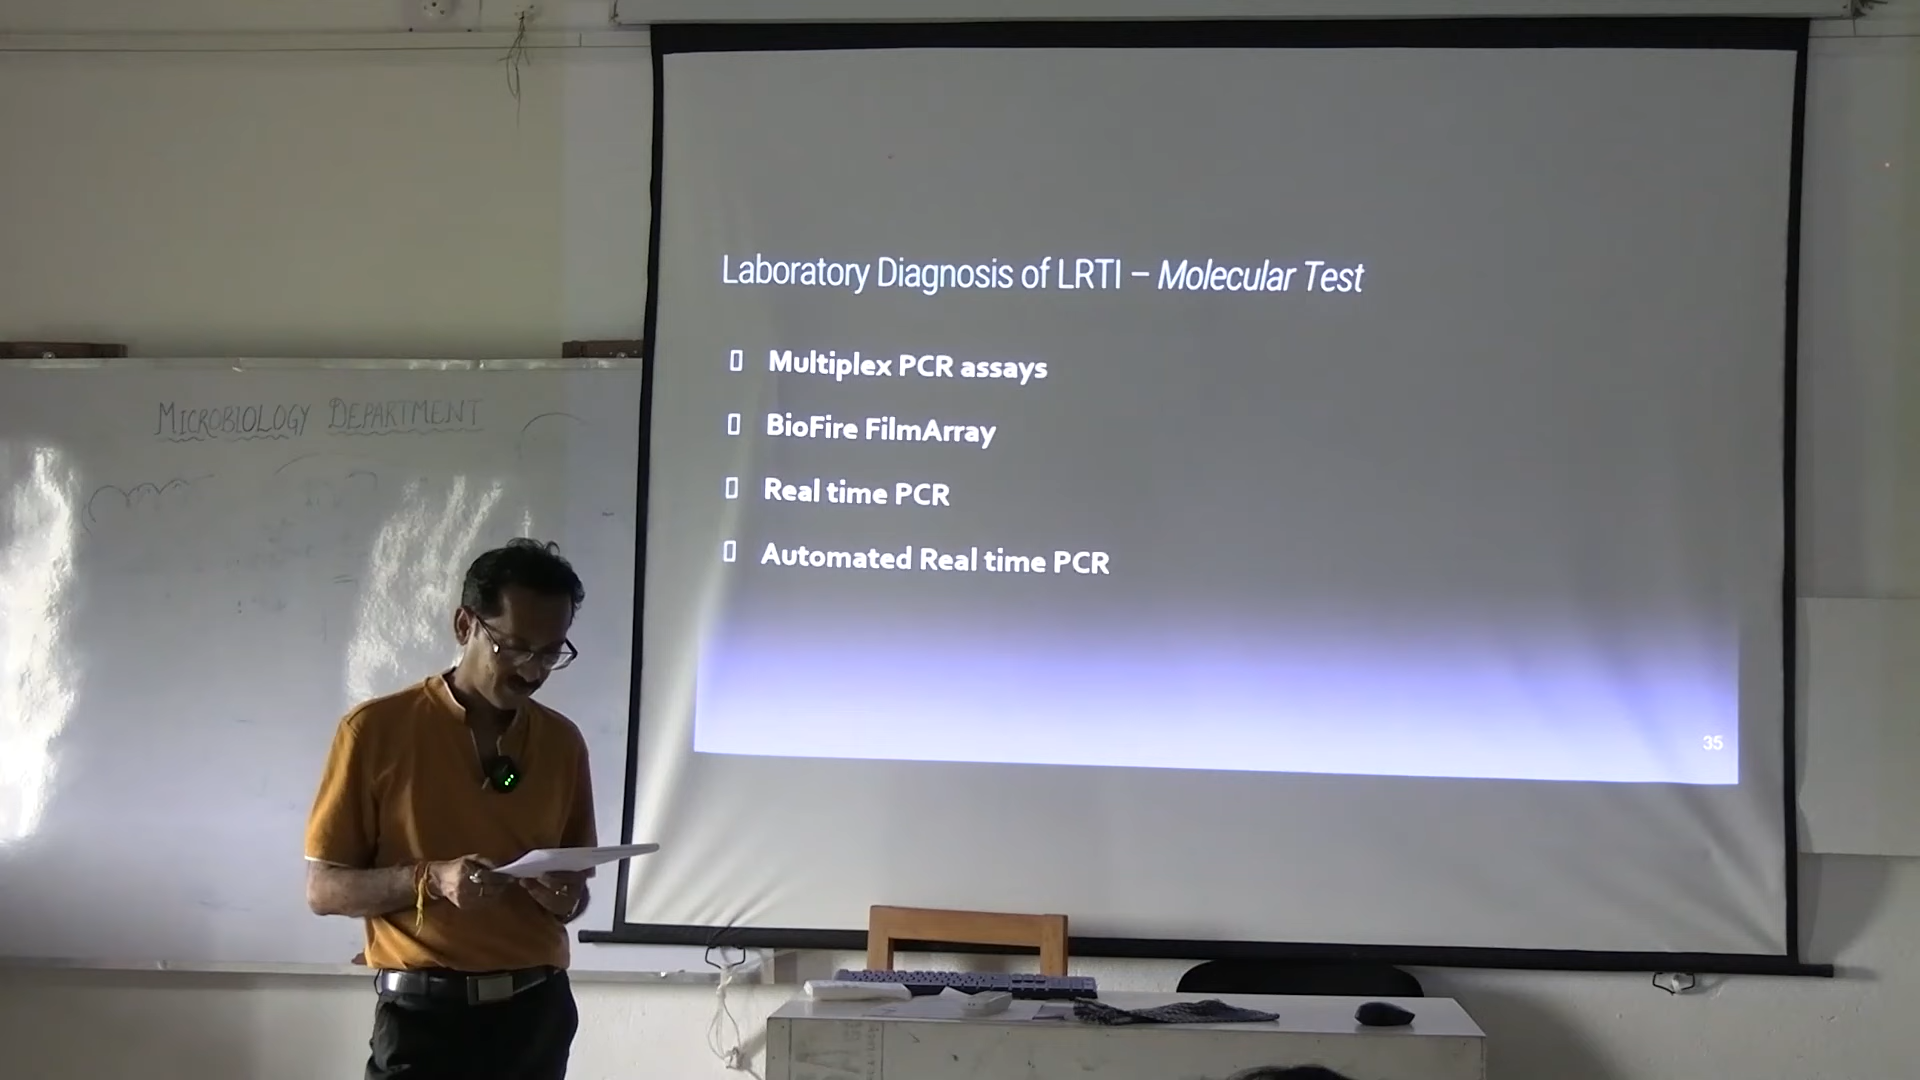 MICROBIOLOGY DEPARTMENT
Laboratory Diagnosis of LRTI – Molecular Test
Multiplex PCR assays
BioFire FilmArray
Real time PCR
Automated Real time PCR
35